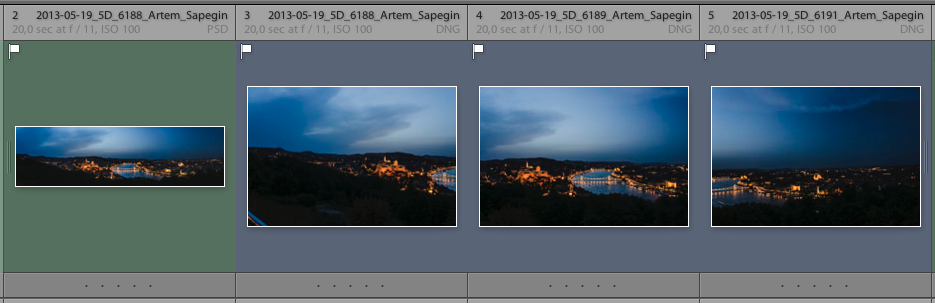 2 2013-05-19_5D_6188_Artem_Sapegin
20,0 sec at f / 11, ISO 100 PSD
3 2013-05-19_5D_6188_Artem_Sapegin
20,0 sec at f / 11, ISO 100 DNG
4 2013-05-19_5D_6189_Artem_Sapegin
20,0 sec at f / 11, ISO 100 DNG
5 2013-05-19_5D_6191_Artem_Sapegin
20,0 sec at f / 11, ISO 100 DNG